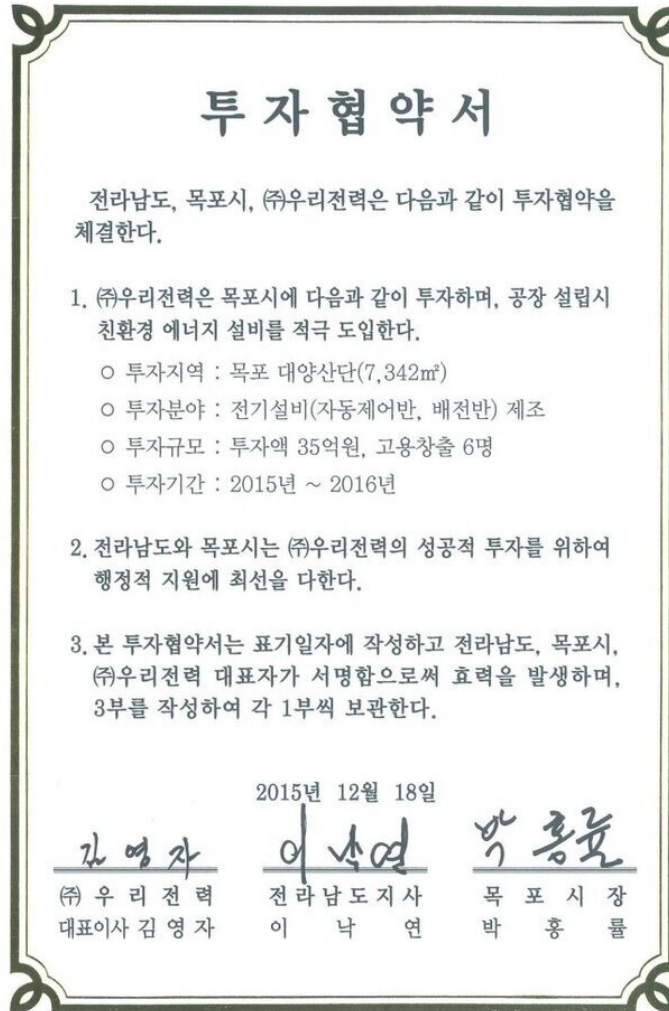 투자협약서
전라남도, 목포시, ㈜우리전력은 다음과 같이 투자협약을
체결한다.
1. ㈜우리전력은 목포시에 다음과 같이 투자하며, 공장 설립시
친환경 에너지 설비를 적극 도입한다.
○ 투자지역 : 목포 대양산단(7,342㎡)
○ 투자분야 : 전기설비(자동제어반, 배전반) 제조
○ 투자규모 : 투자액 35억원, 고용창출 6명
○ 투자기간 : 2015년 ~ 2016년
2. 전라남도와 목포시는 ㈜우리전력의 성공적 투자를 위하여
행정적 지원에 최선을 다한다.
3. 본 투자협약서는 표기일자에 작성하고 전라남도, 목포시,
㈜우리전력 대표자가 서명함으로써 효력을 발생하며,
3부를 작성하여 각 1부씩 보관한다.
2015년 12월 18일
김영자 이낙연 박홍률
㈜ 우 리 전 력 전라남도지사 목 포 시 장
대표이사 김 영 자 이 낙 연 박 홍 률